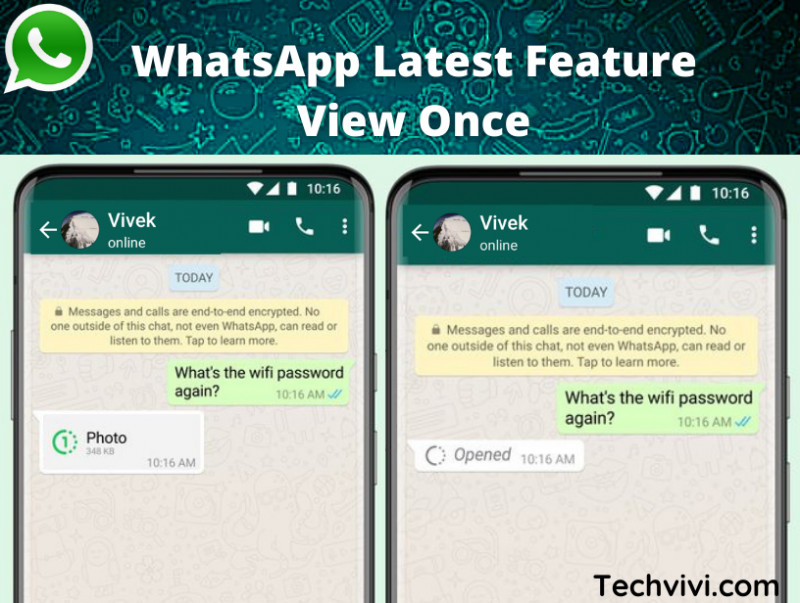 WhatsApp Latest Feature
View Once
10:16
Vivek
online
TODAY
Messages and calls are end-to-end encrypted. No
one outside of this chat, not even WhatsApp, can read or
listen to them. Tap to learn more.
What's the wifi password
again?
10:16 AM
1
Photo
348 KB
10:16 AM
10:16
Vivek
online
TODAY
Messages and calls are end-to-end encrypted. No
one outside of this chat, not even WhatsApp, can read or
listen to them. Tap to learn more.
What's the wifi password
again?
10:16 AM
Opened
10:16 AM
Techvivi.com